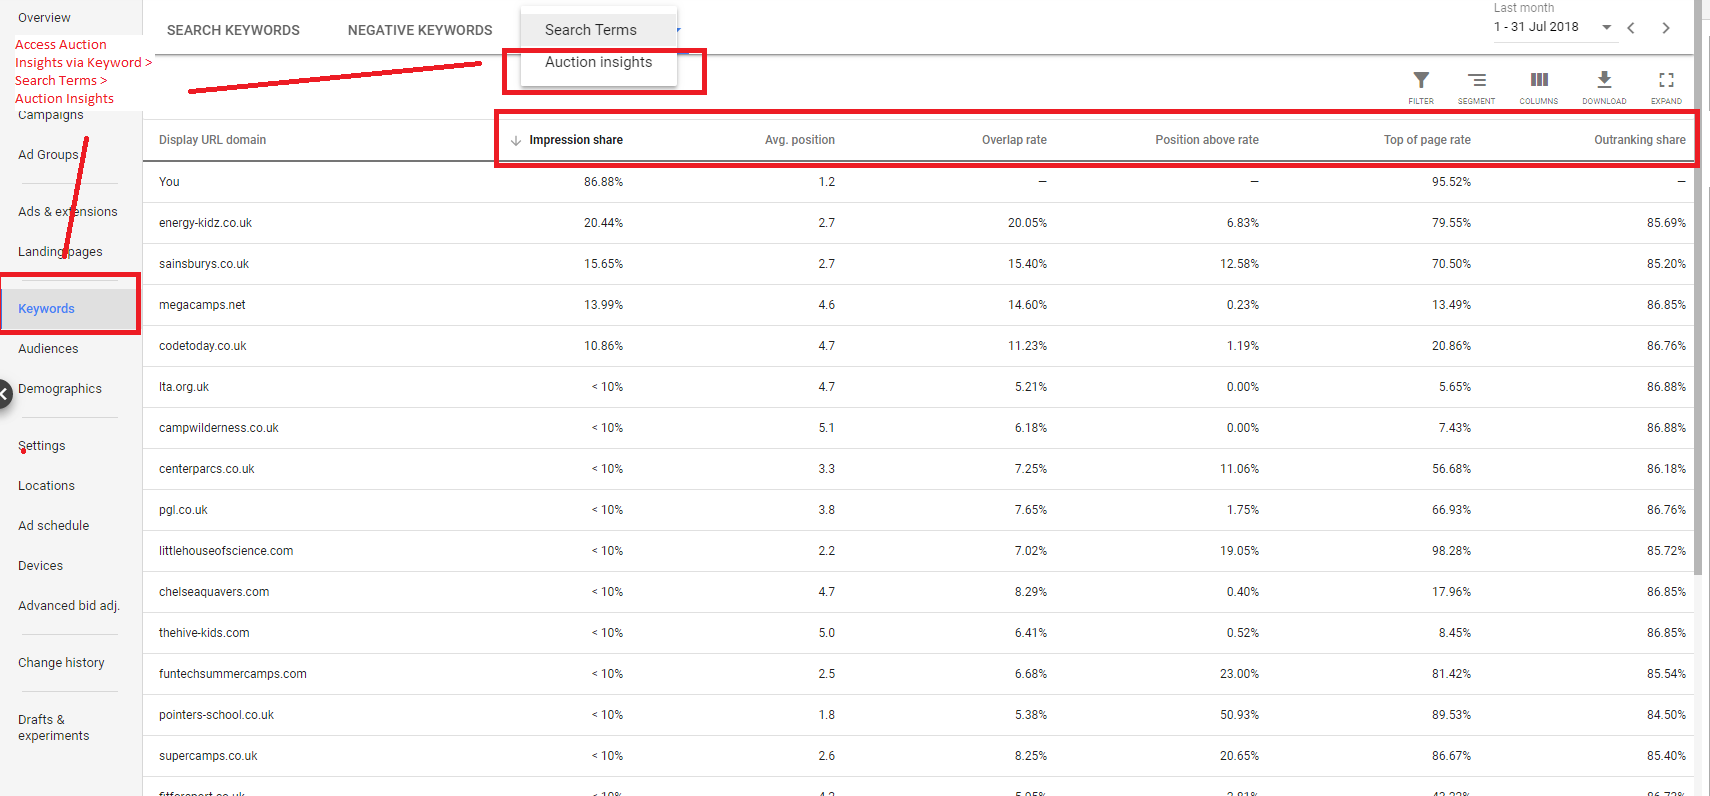 Overview
Access Auction
Insights via Keyword >
Search Terms >
Auction Insights
Campaigns
Ad Groups
Ads & extensions
Landing pages
Keywords
Audiences
Demographics
Settings
Locations
Ad schedule
Devices
Advanced bid adj.
Change history
Drafts &
experiments
SEARCH KEYWORDS NEGATIVE KEYWORDS Search Terms
Auction insights
Last month
1 - 31 Jul 2018
FILTER SEGMENT COLUMNS DOWNLOAD EXPAND
Display URL domain Impression share Avg. position Overlap rate Position above rate Top of page rate Outranking share
You 86.88% 1.2 — — 95.52% —
energy-kidz.co.uk 20.44% 2.7 20.05% 6.83% 79.55% 85.69%
sainsburys.co.uk 15.65% 2.7 15.40% 12.58% 70.50% 85.20%
megacamps.net 13.99% 4.6 14.60% 0.23% 13.49% 86.85%
codetoday.co.uk 10.86% 4.7 11.23% 1.19% 20.86% 86.76%
lta.org.uk < 10% 4.7 5.21% 0.00% 5.65% 86.88%
campwilderness.co.uk < 10% 5.1 6.18% 0.00% 7.43% 86.88%
centerparcs.co.uk < 10% 3.3 7.25% 11.06% 56.68% 86.18%
pgl.co.uk < 10% 3.8 7.65% 1.75% 66.93% 86.76%
littlehouseofscience.com < 10% 2.2 7.02% 19.05% 98.28% 85.72%
chelseaquavers.com < 10% 4.7 8.29% 0.40% 17.96% 86.85%
thehive-kids.com < 10% 5.0 6.41% 0.52% 8.45% 86.85%
funtechsummercamps.com < 10% 2.5 6.68% 23.00% 81.42% 85.54%
pointers-school.co.uk < 10% 1.8 5.38% 50.93% 89.53% 84.50%
supercamps.co.uk < 10% 2.6 8.25% 20.65% 86.67% 85.40%